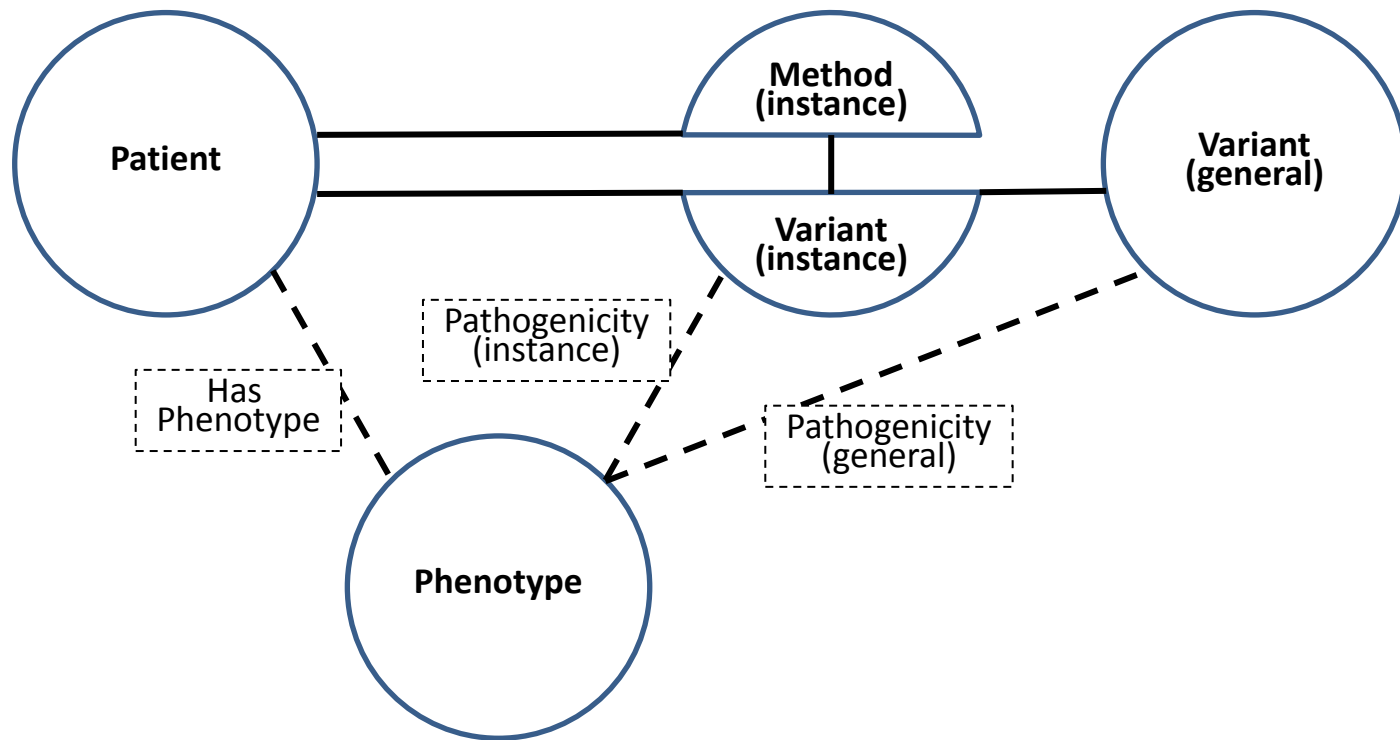 Patient
Method
(instance)
Variant
(general)
Variant
(instance)
Pathogenicity
(instance)
Has
Phenotype
Pathogenicity
(general)
Phenotype